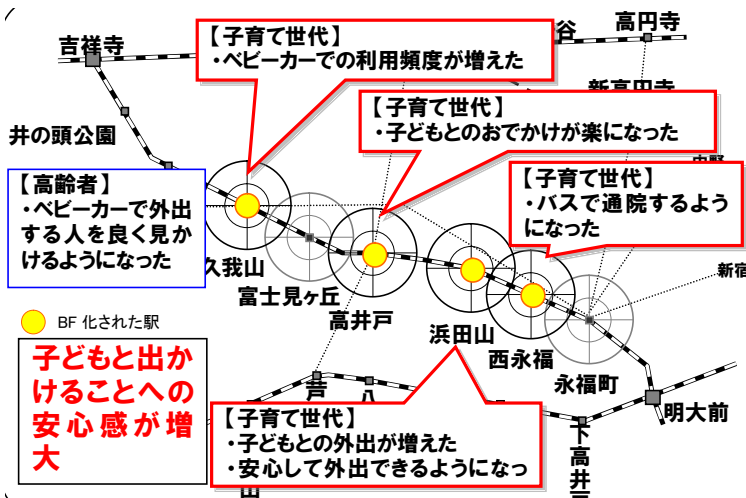 吉祥寺
【子育て世代】
・ベビーカーでの利用頻度が増えた
谷
高円寺
新高円寺
【子育て世代】
・子どもとのおでかけが楽になった
井の頭公園
【高齢者】
・ベビーカーで外出
する人を良く見か
けるようになった
【子育て世代】
・バスで通院するよう
になった
久我山
富士見ヶ丘
高井戸
浜田山
西永福
永福町
新宿
明大前
BF 化された駅
子どもと出か
けることへの
安心感が増
大
芦
八
【子育て世代】
・子どもとの外出が増えた
・安心して外出できるようになっ
山
下高井